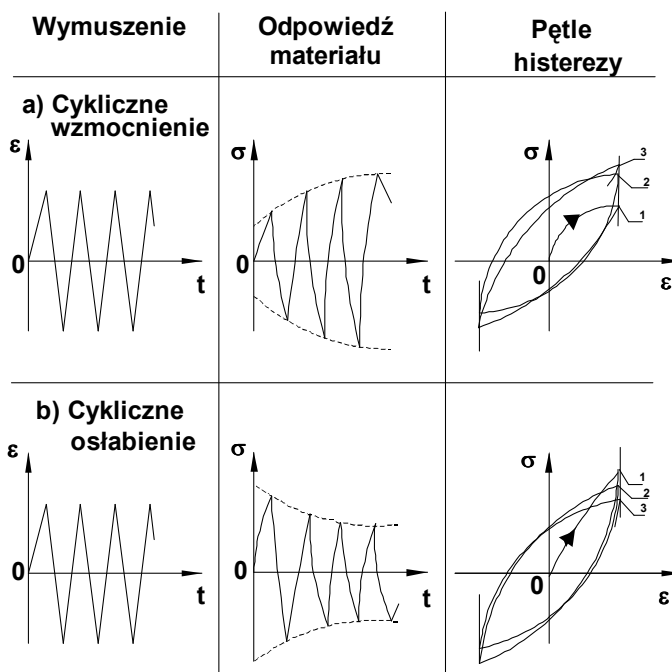 Wymuszenie
Odpowiedź
materiału
Pętle
histerezy
a) Cykliczne
wzmocnienie
ε
0
t
σ
0
t
σ
3
2
1
0
ε
b) Cykliczne
osłabienie
ε
0
t
σ
0
t
σ
1
2
3
0
ε